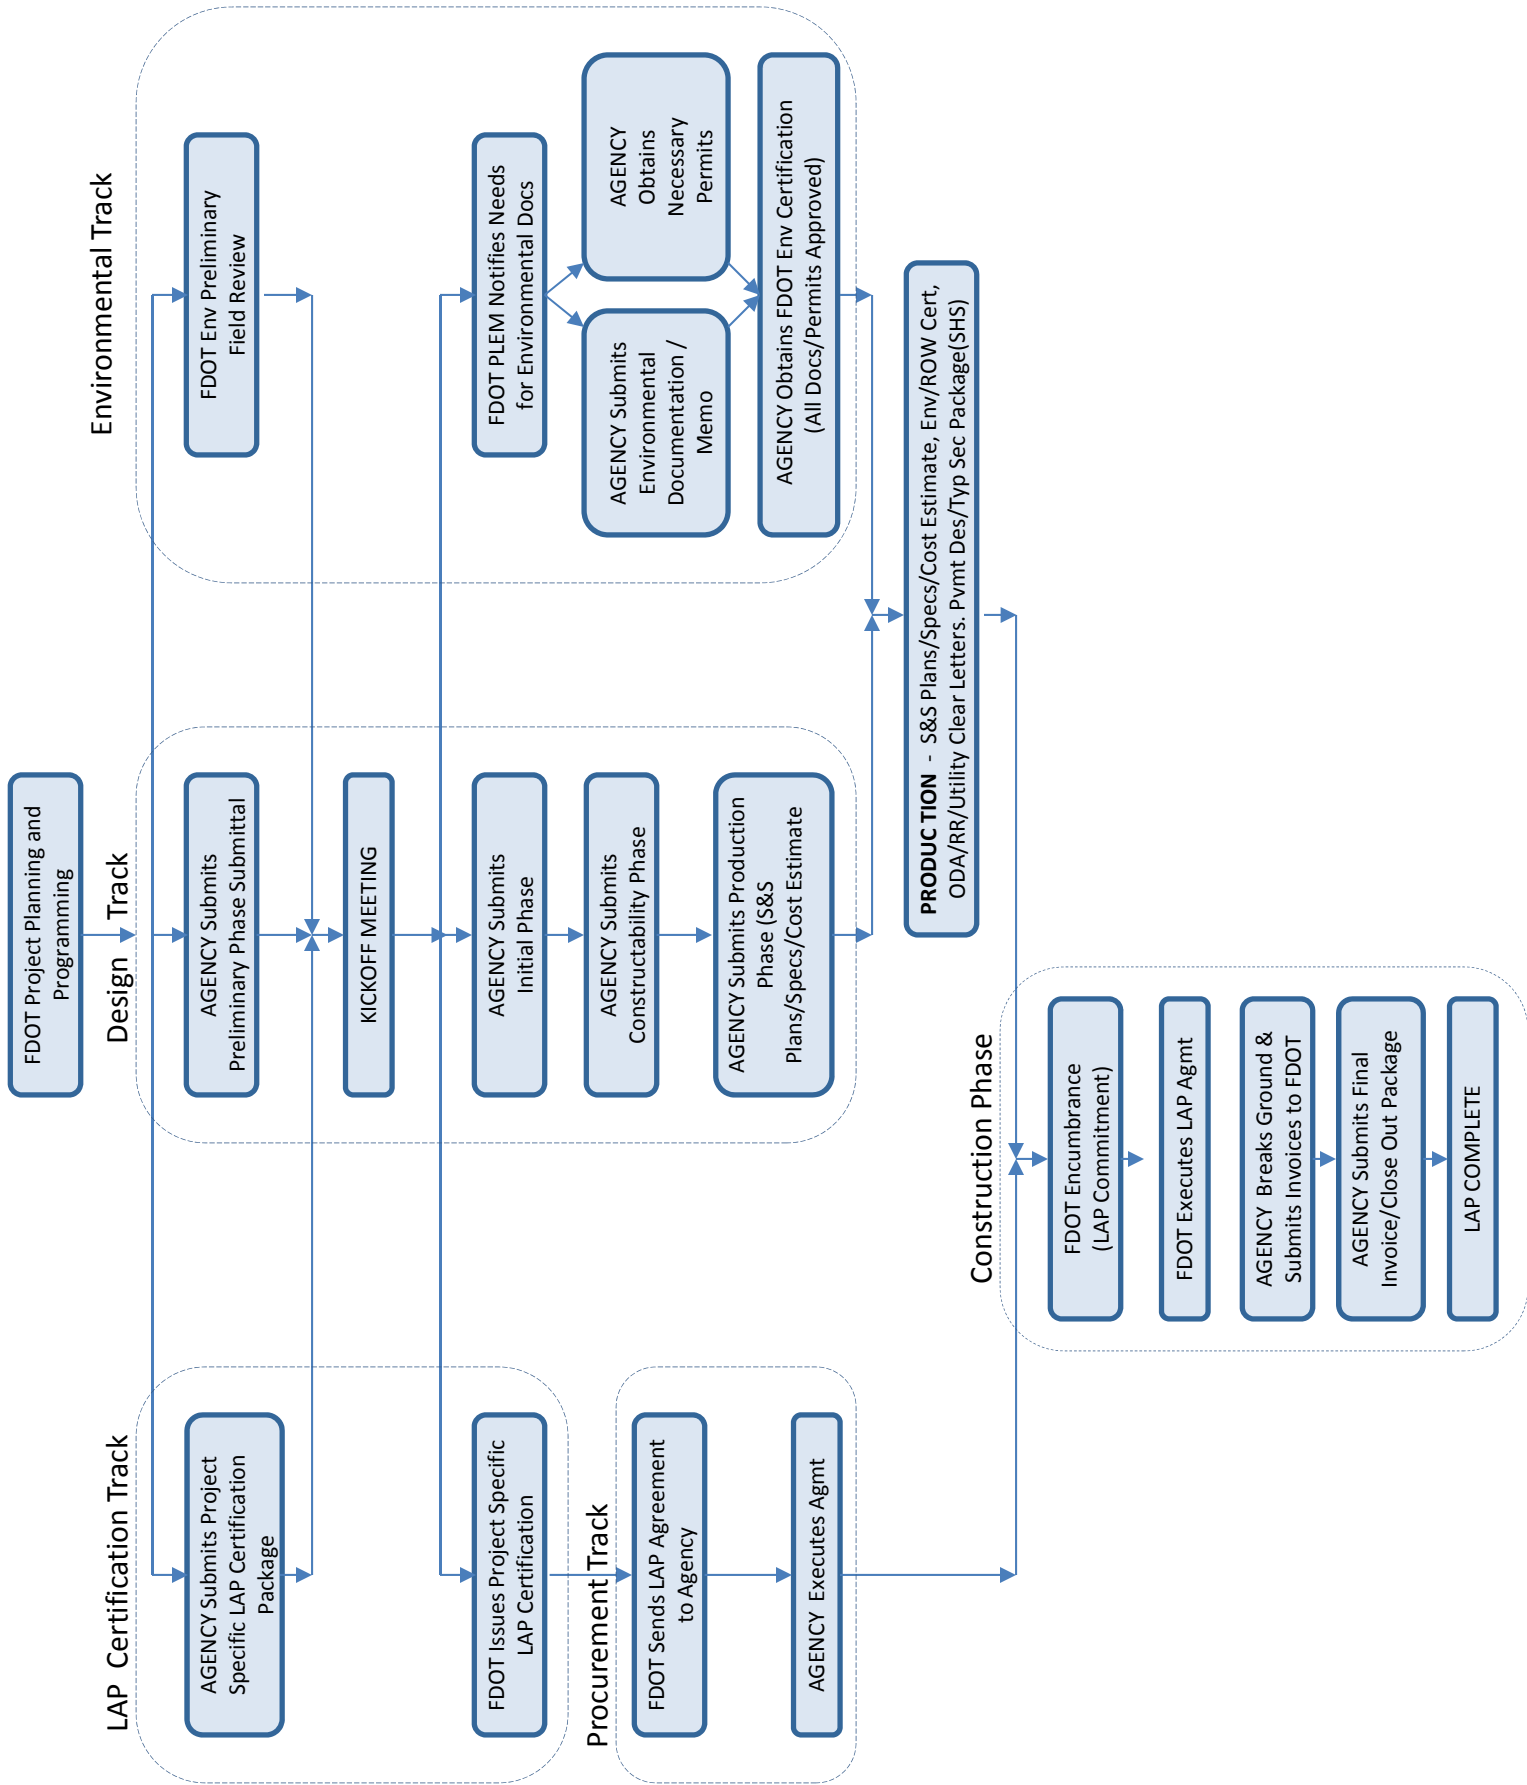 FDOT Project Planning and
Programming
LAP  Certification Track
Design  Track
Environmental Track
AGENCY Submits Project
Specific LAP Certification
Package
AGENCY Submits
Preliminary Phase Submittal
FDOT Env Preliminary
Field Review
KICKOFF MEETING
FDOT Issues Project Specific
LAP Certification
AGENCY Submits
Initial Phase
FDOT PLEM Notifies Needs
for Environmental Docs
Procurement Track
FDOT Sends LAP Agreement
to Agency
AGENCY Submits
Constructability Phase
AGENCY Submits
Environmental
Documentation /
Memo
AGENCY
Obtains
Necessary
Permits
AGENCY  Executes Agmt
AGENCY Submits Production
Phase (S&S
Plans/Specs/Cost Estimate
AGENCY Obtains FDOT Env Certification
(All Docs/Permits Approved)
PRODUCTION  -  S&S Plans/Specs/Cost Estimate, Env/ROW Cert,
ODA/RR/Utility Clear Letters. Pvmt Des/Typ Sec Package(SHS)
Construction Phase
FDOT Encumbrance
(LAP Commitment)
FDOT Executes LAP Agmt
AGENCY  Breaks Ground &
Submits Invoices to FDOT
AGENCY Submits Final
Invoice/Close Out Package
LAP COMPLETE